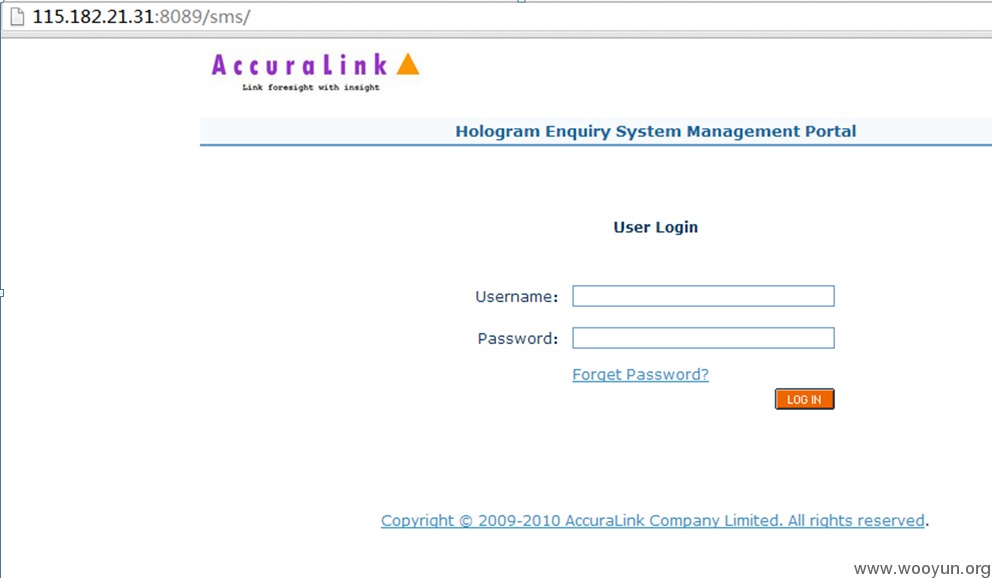 115.182.21.31:8089/sms/
AccuraLink
Link foresight with insight
Hologram Enquiry System Management Portal
User Login
Username:
Password:
Forget Password?
LOG IN
Copyright © 2009-2010 AccuraLink Company Limited. All rights reserved.
www.wooyun.org